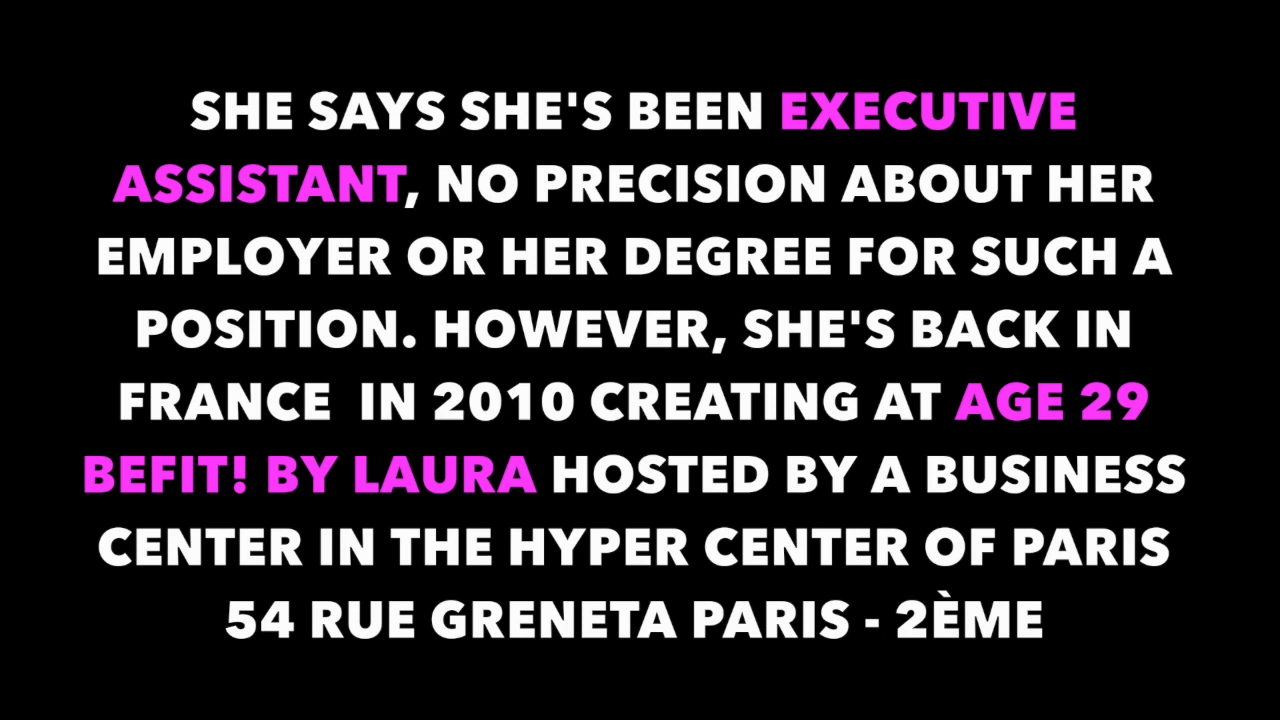 SHE SAYS SHE'S BEEN EXECUTIVE
ASSISTANT, NO PRECISION ABOUT HER
EMPLOYER OR HER DEGREE FOR SUCH A
POSITION. HOWEVER, SHE'S BACK IN
FRANCE  IN 2010 CREATING AT AGE 29
BEFIT! BY LAURA HOSTED BY A BUSINESS
CENTER IN THE HYPER CENTER OF PARIS
54 RUE GRENETA PARIS - 2ÈME